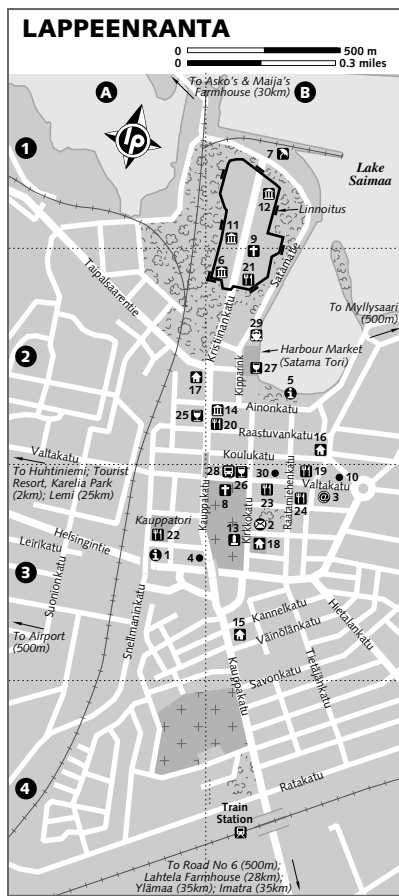 LAPPEENRANTA
0 500 m
0 0.3 miles
To Asko's & Maija's
Farmhouse (30km)
A
B
lp
1
7
Lake
Saimaa
12
Linnoitus
11
9
6
21
Satamatie
Taipalsaarentie
Kristiinankatu
To Myllysaari
(500m)
29
2
Kipparink
Harbour Market
(Satama Tori)
27
5
17
Ainonkatu
25
14
20
Raastuvankatu
16
Valtakatu
Koulukatu
To Huhtiniemi; Tourist
Resort, Karelia Park
(2km); Lemi (25km)
28
26
30
19
10
Valtakatu
3
8
23
24
Raatamiehenkatu
Kauppakatu
Kirkkokatu
Kauppatori
Helsingintie
Leirikatu
22
13
2
18
1
4
3
Suonionkatu
Snellmaninkatu
To Airport
(500m)
15
Kannelkatu
Väinölänkatu
Hietalankatu
Kauppakatu
Savonkatu
Tietäjänkatu
4
Ratakatu
Train
Station
To Road No 6 (500m);
Lahtela Farmhouse (28km);
Ylämaa (35km); Imatra (35km)